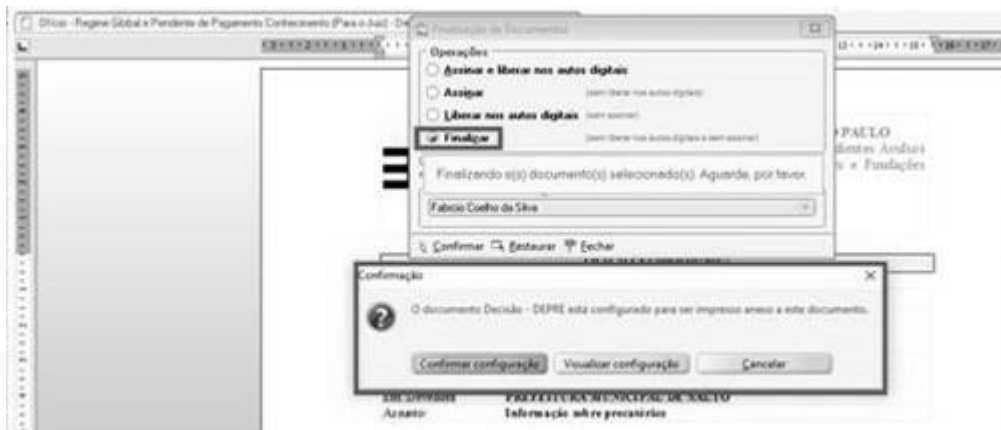 Ofício - Regime Global e Pendente de Pagamento Conhecimento (Para o Juiz) - De
Finalização de Documentos
Operações
Assinar e liberar nos autos digitais
Assinar (sem liberar nos autos digitais)
Liberar nos autos digitais (sem assinar)
Finalizar (sem liberar nos autos digitais e sem assinar)
PAULO
e Fundações
Finalizando o(s) documento(s) selecionado(s). Aguarde, por favor.
Fabricio Coelho da Silva
Confirmar Restaurar Fechar
Confirmação
O documento Decisão - DEPRE está configurado para ser impresso anexo a este documento.
Confirmar configuração Visualizar configuração Cancelar
PREFEITURA MUNICIPAL DE SALTO
Assunto: Informação sobre precatórios